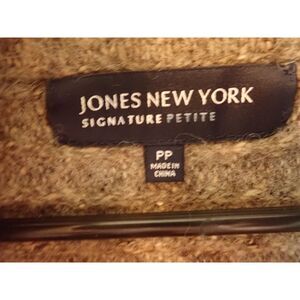 JONES NEW YORK
SIGNATURE PETITE
PP
MADE IN
CHINA